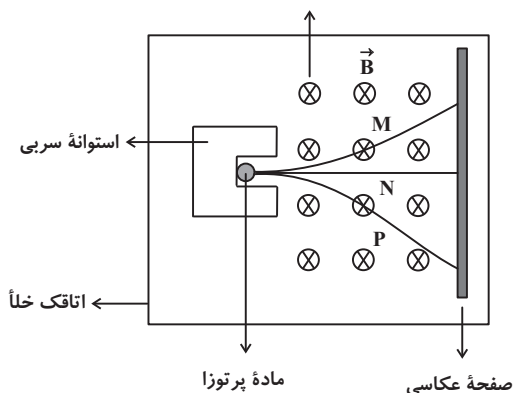 B
M
استوانهٔ سربی
N
P
اتاقک خلأ
مادهٔ پرتوزا
صفحهٔ عکاسی